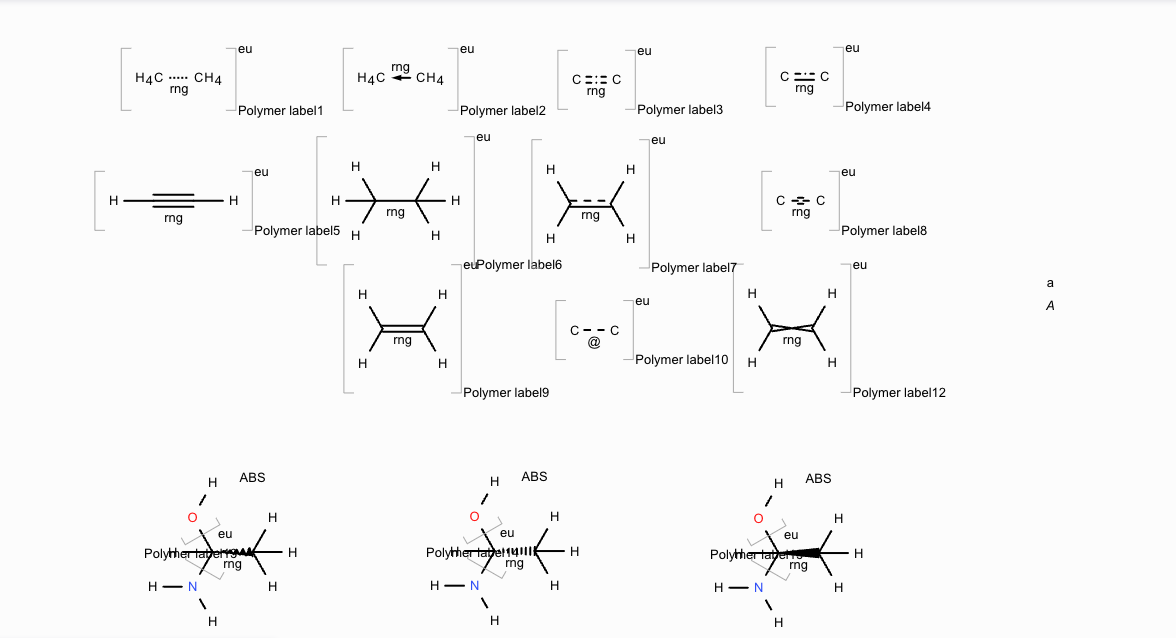 eu eu eu eu
H₄C CH₄ rng Polymer label1
H₄C rng CH₄ Polymer label2
C C rng Polymer label3
C C rng Polymer label4
eu eu eu eu
H H rng Polymer label5
H H H H H H rng Polymer label6
H H H H rng Polymer label7
C C rng Polymer label8
eu eu eu
H H H H rng Polymer label9
C C @ Polymer label10
H H H H rng Polymer label12
a
A
H ABS O H eu H H rng H N H H
H ABS O H eu H H rng H N H H
H ABS O H eu H H rng H N H H